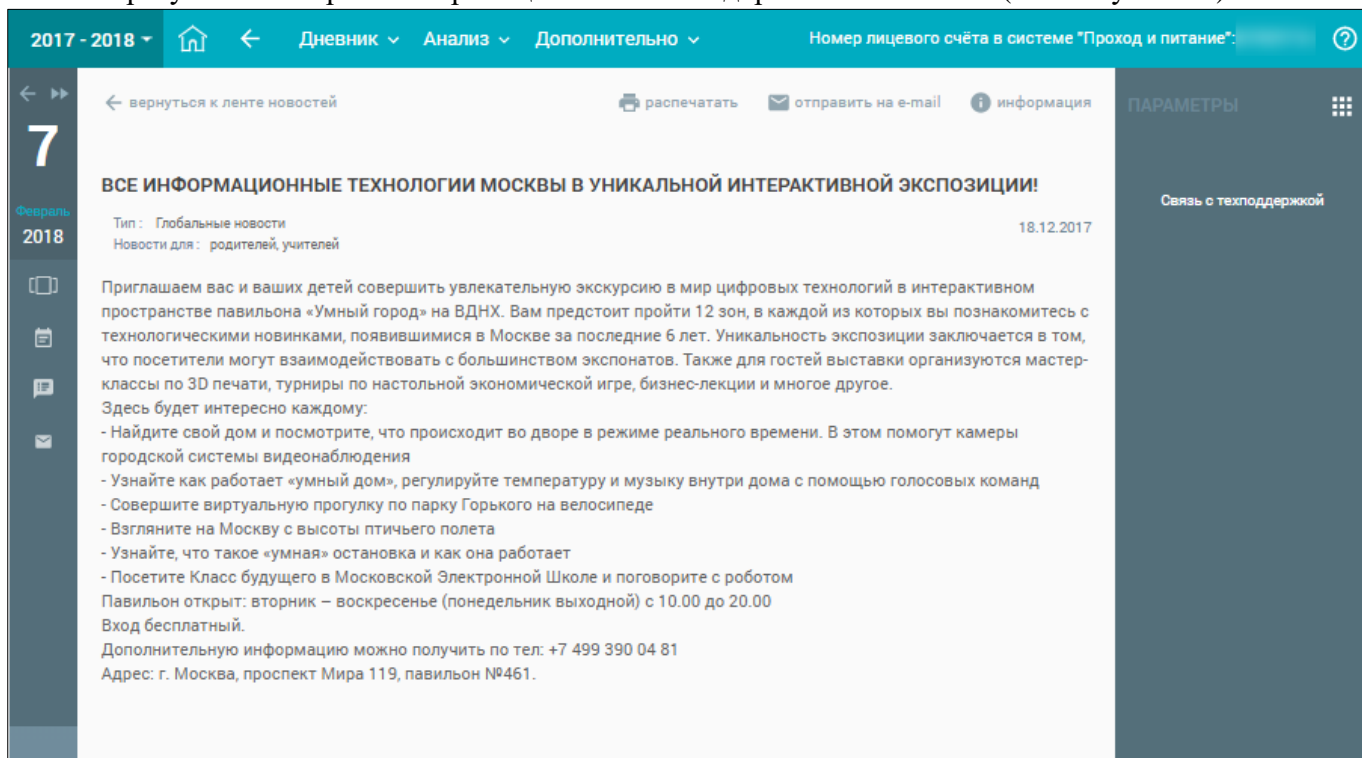 2017 - 2018 Дневник Анализ Дополнительно Номер лицевого счёта в системе "Проход и питание":
вернуться к ленте новостей распечатать отправить на e-mail информация ПАРАМЕТРЫ
7
Февраль
2018
ВСЕ ИНФОРМАЦИОННЫЕ ТЕХНОЛОГИИ МОСКВЫ В УНИКАЛЬНОЙ ИНТЕРАКТИВНОЙ ЭКСПОЗИЦИИ!
Связь с техподдержкой
Тип : Глобальные новости
18.12.2017
Новости для : родителей, учителей
Приглашаем вас и ваших детей совершить увлекательную экскурсию в мир цифровых технологий в интерактивном
пространстве павильона «Умный город» на ВДНХ. Вам предстоит пройти 12 зон, в каждой из которых вы познакомитесь с
технологическими новинками, появившимися в Москве за последние 6 лет. Уникальность экспозиции заключается в том,
что посетители могут взаимодействовать с большинством экспонатов. Также для гостей выставки организуются мастер-
классы по 3D печати, турниры по настольной экономической игре, бизнес-лекции и многое другое.
Здесь будет интересно каждому:
- Найдите свой дом и посмотрите, что происходит во дворе в режиме реального времени. В этом помогут камеры
городской системы видеонаблюдения
- Узнайте как работает «умный дом», регулируйте температуру и музыку внутри дома с помощью голосовых команд
- Совершите виртуальную прогулку по парку Горького на велосипеде
- Взгляните на Москву с высоты птичьего полета
- Узнайте, что такое «умная» остановка и как она работает
- Посетите Класс будущего в Московской Электронной Школе и поговорите с роботом
Павильон открыт: вторник – воскресенье (понедельник выходной) с 10.00 до 20.00
Вход бесплатный.
Дополнительную информацию можно получить по тел: +7 499 390 04 81
Адрес: г. Москва, проспект Мира 119, павильон №461.